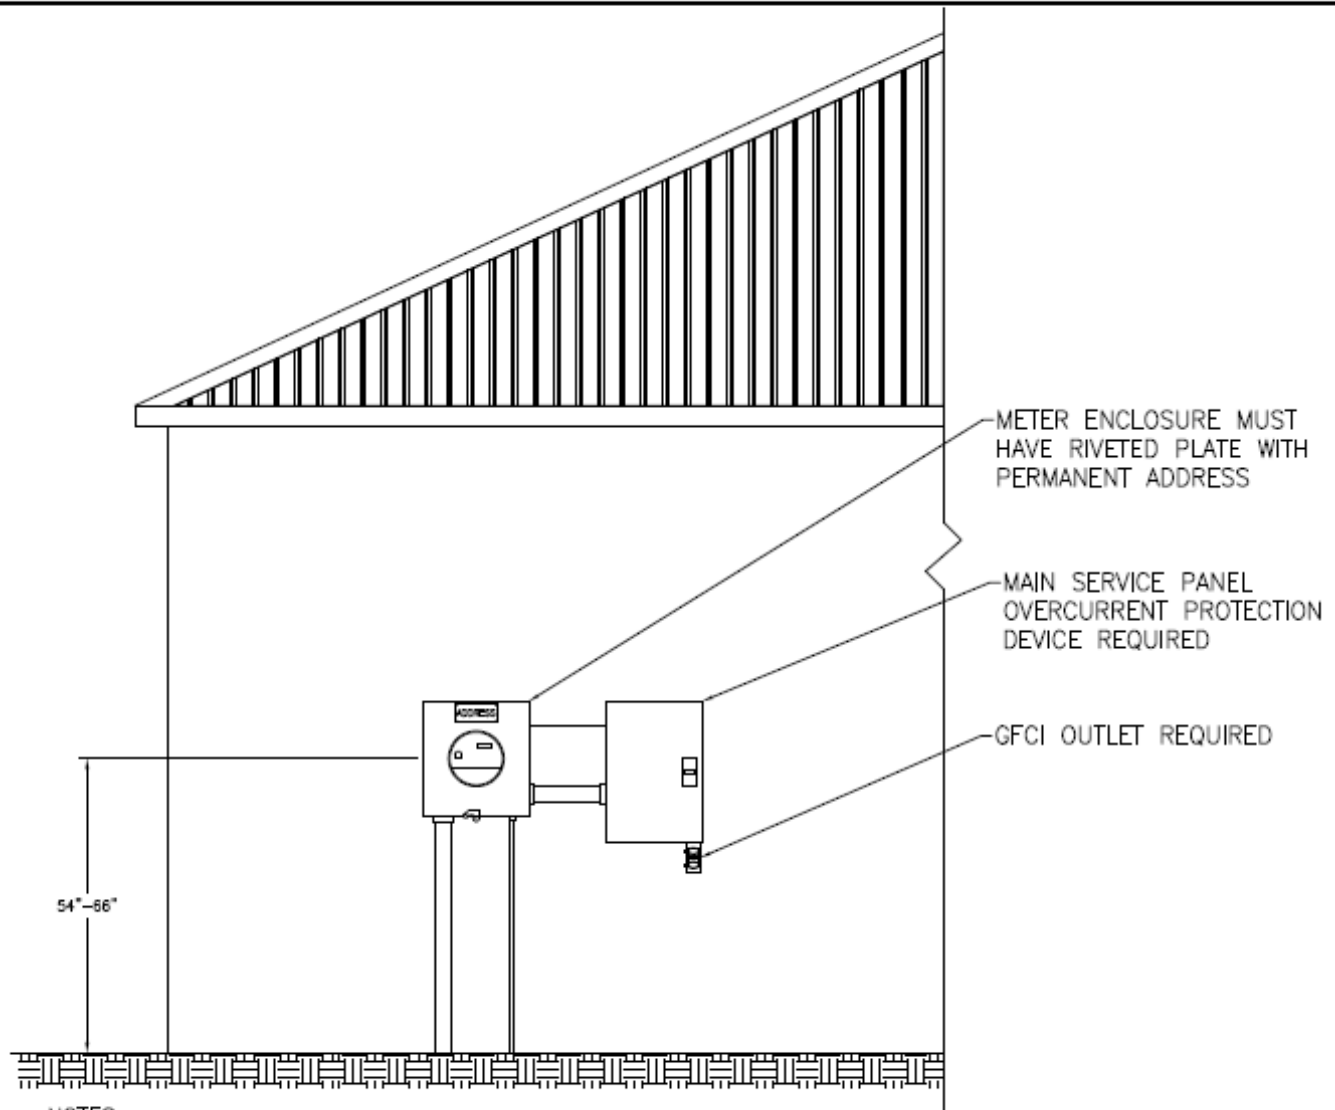 METER ENCLOSURE MUST
HAVE RIVETED PLATE WITH
PERMANENT ADDRESS
MAIN SERVICE PANEL
OVERCURRENT PROTECTION
DEVICE REQUIRED
ADDRESS
GFCI OUTLET REQUIRED
54"-66"
NOTES